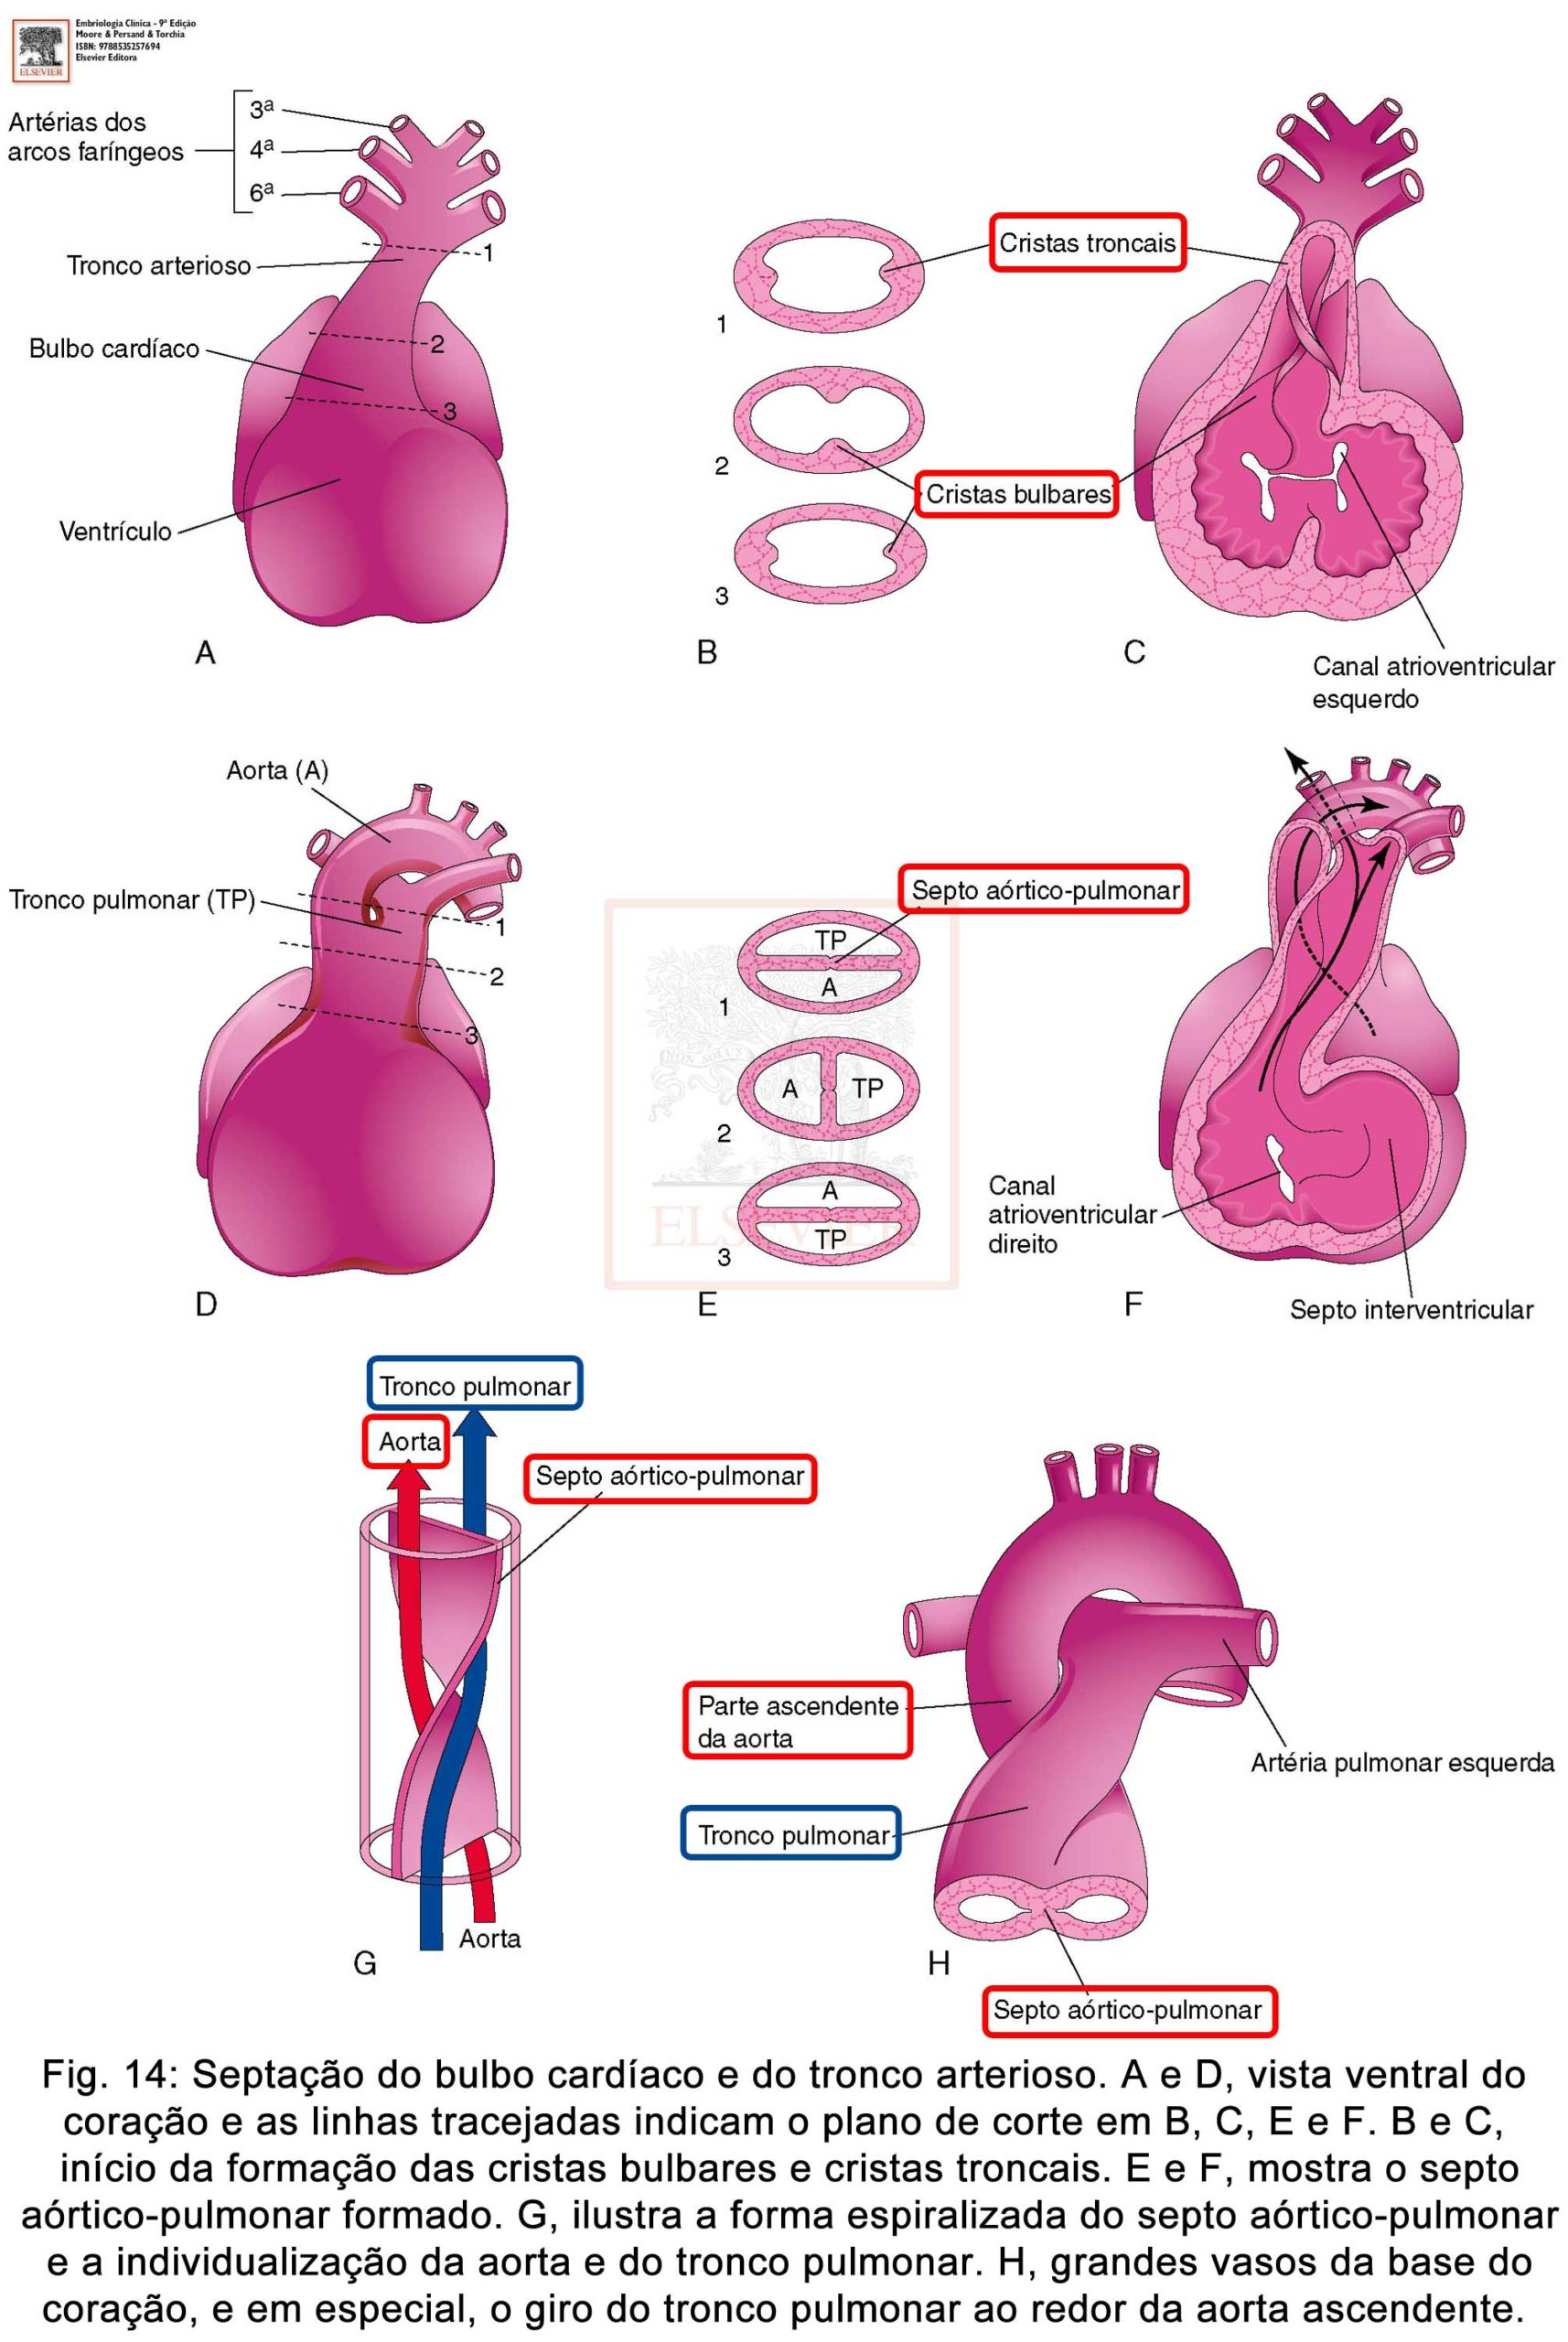 Embriologia Clínica - 9ª Edição
Moore & Persand & Torchia
ISBN: 9788535257694
Elsevier Editora
ELSEVIER
Artérias dos
arcos faríngeos
3ª
4ª
6ª
Tronco arterioso
1
Bulbo cardíaco
2
3
Ventrículo
A
1
2
3
B
Cristas troncais
Cristas bulbares
C
Canal atrioventricular
esquerdo
Aorta (A)
Tronco pulmonar (TP)
1
2
3
D
Septo aórtico-pulmonar
TP
A
1
NON SOLUS
A
TP
2
A
ELSEVIER
TP
3
E
Canal
atrioventricular
direito
F
Septo interventricular
Tronco pulmonar
Aorta
Septo aórtico-pulmonar
Aorta
G
Parte ascendente
da aorta
Artéria pulmonar esquerda
Tronco pulmonar
H
Septo aórtico-pulmonar
Fig. 14: Septação do bulbo cardíaco e do tronco arterioso. A e D, vista ventral do
coração e as linhas tracejadas indicam o plano de corte em B, C, E e F. B e C,
início da formação das cristas bulbares e cristas troncais. E e F, mostra o septo
aórtico-pulmonar formado. G, ilustra a forma espiralizada do septo aórtico-pulmonar
e a individualização da aorta e do tronco pulmonar. H, grandes vasos da base do
coração, e em especial, o giro do tronco pulmonar ao redor da aorta ascendente.